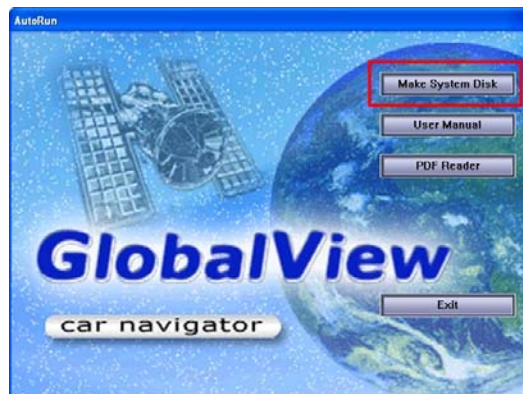 AutoRun
Make System Disk
User Manual
PDF Reader
GlobalView
car navigator
Exit